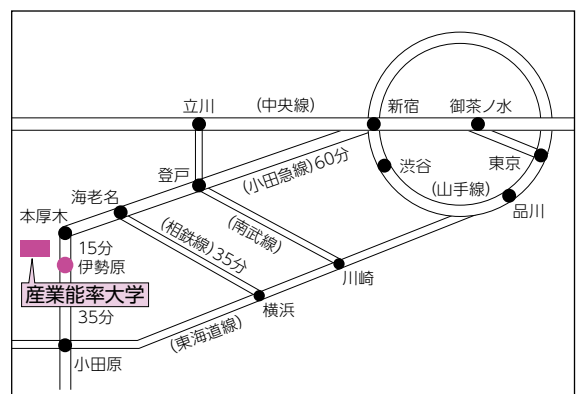 立川
(中央線)
新宿
御茶ノ水
登戸
(小田急線)60分
渋谷
東京
海老名
(山手線)
品川
本厚木
(相鉄線)35分
(南武線)
15分
伊勢原
川崎
産業能率大学
横浜
35分
(東海道線)
小田原